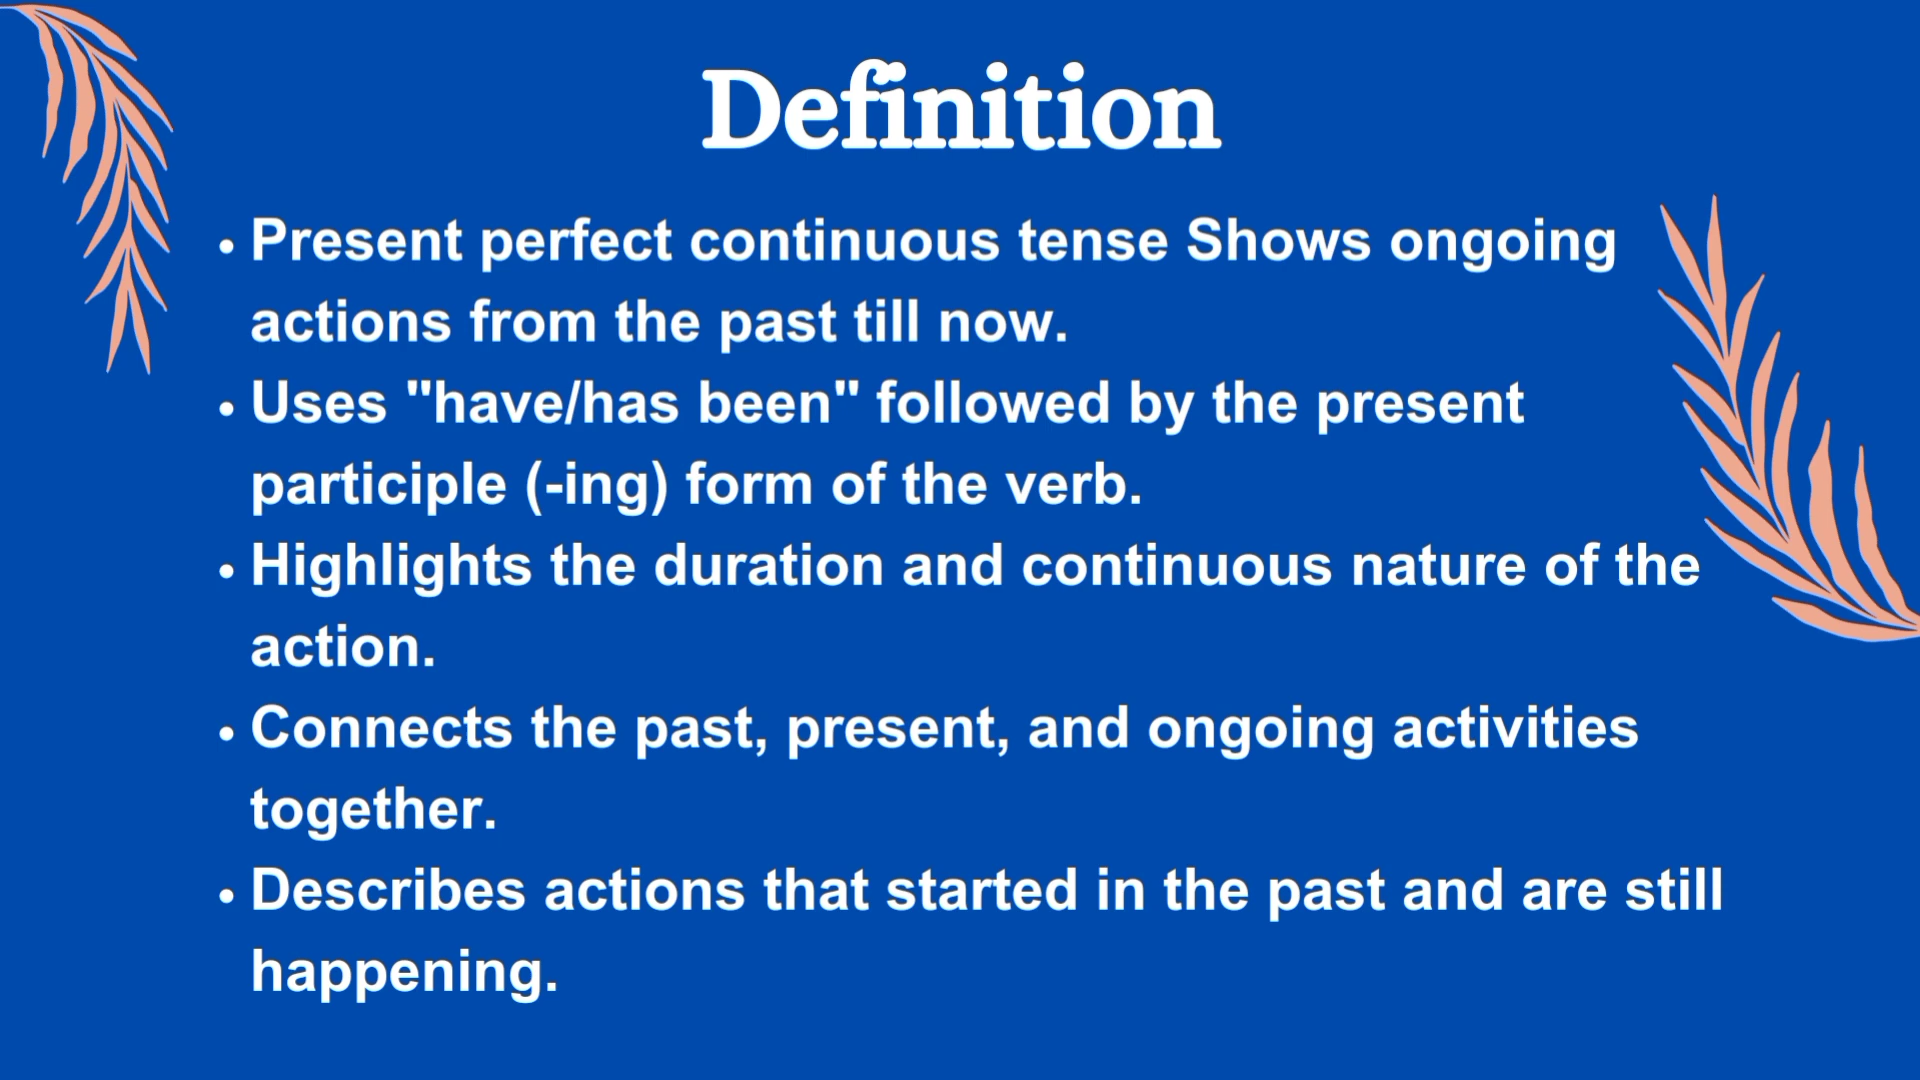 Definition
• Present perfect continuous tense Shows ongoing
actions from the past till now.
• Uses "have/has been" followed by the present
participle (-ing) form of the verb.
• Highlights the duration and continuous nature of the
action.
• Connects the past, present, and ongoing activities
together.
• Describes actions that started in the past and are still
happening.